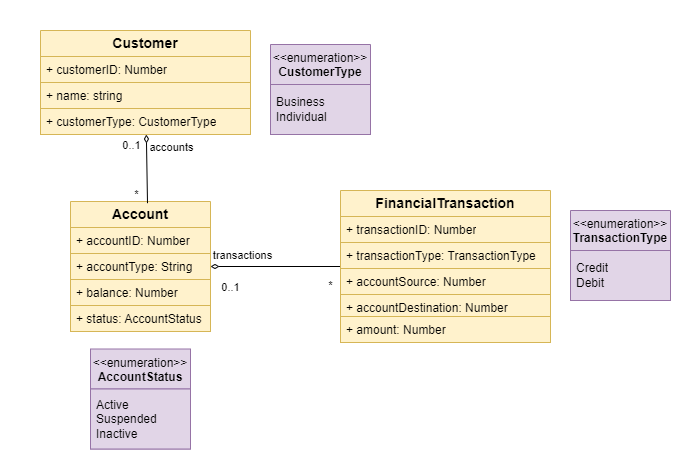 Customer
+ customerID: Number
+ name: string
+ customerType: CustomerType
<<enumeration>>
CustomerType
Business
Individual
0..1
accounts
*
Account
+ accountID: Number
+ accountType: String
+ balance: Number
+ status: AccountStatus
transactions
0..1
*
FinancialTransaction
+ transactionID: Number
+ transactionType: TransactionType
+ accountSource: Number
+ accountDestination: Number
+ amount: Number
<<enumeration>>
TransactionType
Credit
Debit
<<enumeration>>
AccountStatus
Active
Suspended
Inactive